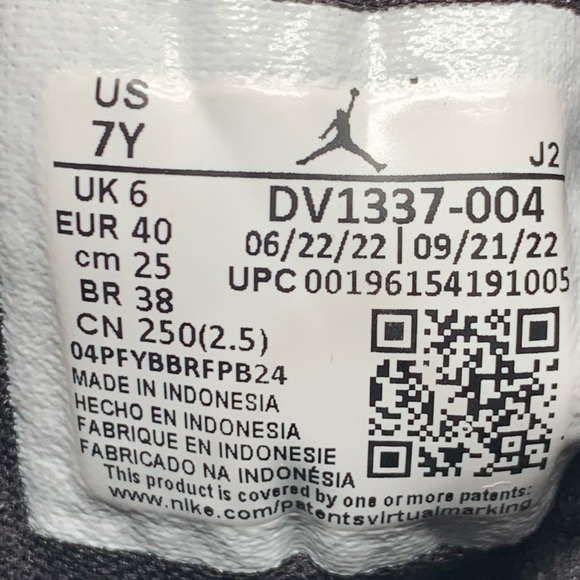 US
7Y
J2
UK 6
EUR 40
cm 25
BR 38
CN 250(2.5)
DV1337-004
06/22/22 | 09/21/22
UPC 00196154191005
04PFYBBRFPB24
MADE IN INDONESIA
HECHO EN INDONESIA
FABRIQUE EN INDONESIE
FABRICADO NA INDONÉSIA
This product is covered by one or more patents:
www.nike.com/patentsvirtualmarking